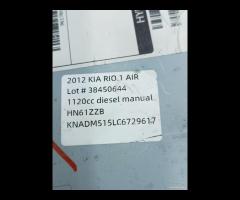 2012 KIA RIO.1 AIR
Lot # 38450644
1120cc diesel manual
HN61ZZB
KNADM515LC6729617